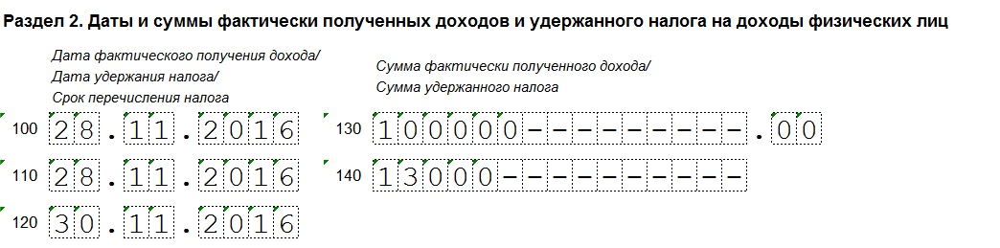 Раздел 2. Даты и суммы фактически полученных доходов и удержанного налога на доходы физических лиц
Дата фактического получения дохода/
Дата удержания налога/
Срок перечисления налога
Сумма фактически полученного дохода/
Сумма удержанного налога
100 28.11.2016 130 100000---------.00
110 28.11.2016 140 13000----------
120 30.11.2016